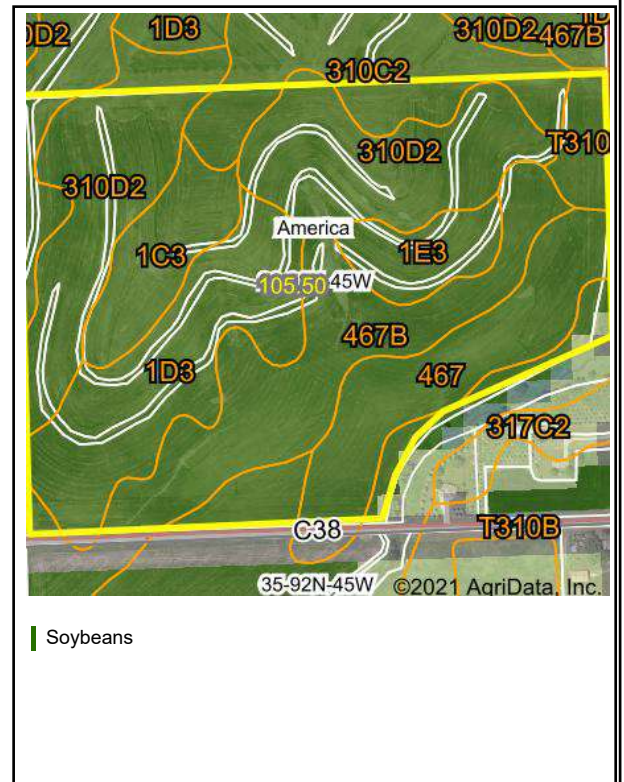 0D2 1D3 310D2 467B 1D
310C2
310D2 T310
310D2
America
1C3 1E3
105.50 45W
467B
1D3 467
317C2
C38 T310B
35-92N-45W ©2021 AgriData, Inc.
Soybeans